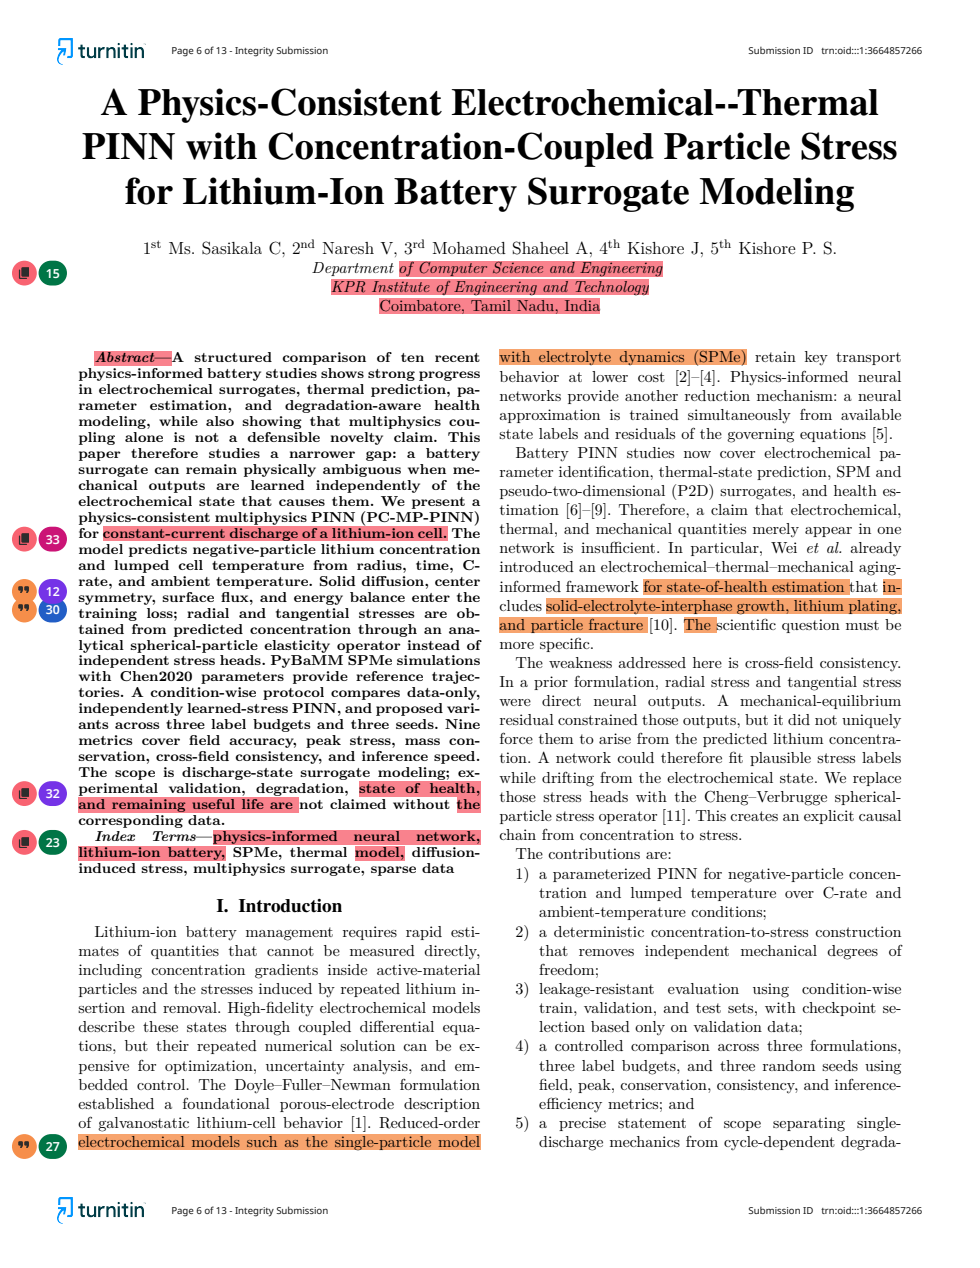 turnitin
Page 6 of 13 - Integrity Submission
Submission ID trn:oid:::1:3664857266
A Physics-Consistent Electrochemical--Thermal
PINN with Concentration-Coupled Particle Stress
for Lithium-Ion Battery Surrogate Modeling
1st Ms. Sasikala C, 2nd Naresh V, 3rd Mohamed Shaheel A, 4th Kishore J, 5th Kishore P. S.
Department of Computer Science and Engineering
KPR Institute of Engineering and Technology
Coimbatore, Tamil Nadu, India
15
Abstract—A structured comparison of ten recent
physics-informed battery studies shows strong progress
in electrochemical surrogates, thermal prediction, pa-
rameter estimation, and degradation-aware health
modeling, while also showing that multiphysics cou-
pling alone is not a defensible novelty claim. This
paper therefore studies a narrower gap: a battery
surrogate can remain physically ambiguous when me-
chanical outputs are learned independently of the
electrochemical state that causes them. We present a
physics-consistent multiphysics PINN (PC-MP-PINN)
for constant-current discharge of a lithium-ion cell. The
model predicts negative-particle lithium concentration
and lumped cell temperature from radius, time, C-
rate, and ambient temperature. Solid diffusion, center
symmetry, surface flux, and energy balance enter the
training loss; radial and tangential stresses are ob-
tained from predicted concentration through an ana-
lytical spherical-particle elasticity operator instead of
independent stress heads. PyBaMM SPMe simulations
with Chen2020 parameters provide reference trajec-
tories. A condition-wise protocol compares data-only,
independently learned-stress PINN, and proposed vari-
ants across three label budgets and three seeds. Nine
metrics cover field accuracy, peak stress, mass con-
servation, cross-field consistency, and inference speed.
The scope is discharge-state surrogate modeling; ex-
perimental validation, degradation, state of health,
and remaining useful life are not claimed without the
corresponding data.
Index Terms—physics-informed neural network,
lithium-ion battery, SPMe, thermal model, diffusion-
induced stress, multiphysics surrogate, sparse data
33
12
30
32
23
I. Introduction
Lithium-ion battery management requires rapid esti-
mates of quantities that cannot be measured directly,
including concentration gradients inside active-material
particles and the stresses induced by repeated lithium in-
sertion and removal. High-fidelity electrochemical models
describe these states through coupled differential equa-
tions, but their repeated numerical solution can be ex-
pensive for optimization, uncertainty analysis, and em-
bedded control. The Doyle–Fuller–Newman formulation
established a foundational porous-electrode description
of galvanostatic lithium-cell behavior [1]. Reduced-order
electrochemical models such as the single-particle model
27
with electrolyte dynamics (SPMe) retain key transport
behavior at lower cost [2]–[4]. Physics-informed neural
networks provide another reduction mechanism: a neural
approximation is trained simultaneously from available
state labels and residuals of the governing equations [5].
Battery PINN studies now cover electrochemical pa-
rameter identification, thermal-state prediction, SPM and
pseudo-two-dimensional (P2D) surrogates, and health es-
timation [6]–[9]. Therefore, a claim that electrochemical,
thermal, and mechanical quantities merely appear in one
network is insufficient. In particular, Wei et al. already
introduced an electrochemical–thermal–mechanical aging-
informed framework for state-of-health estimation that in-
cludes solid-electrolyte-interphase growth, lithium plating,
and particle fracture [10]. The scientific question must be
more specific.
The weakness addressed here is cross-field consistency.
In a prior formulation, radial stress and tangential stress
were direct neural outputs. A mechanical-equilibrium
residual constrained those outputs, but it did not uniquely
force them to arise from the predicted lithium concentra-
tion. A network could therefore fit plausible stress labels
while drifting from the electrochemical state. We replace
those stress heads with the Cheng–Verbrugge spherical-
particle stress operator [11]. This creates an explicit causal
chain from concentration to stress.
The contributions are:
1) a parameterized PINN for negative-particle concen-
tration and lumped temperature over C-rate and
ambient-temperature conditions;
2) a deterministic concentration-to-stress construction
that removes independent mechanical degrees of
freedom;
3) leakage-resistant evaluation using condition-wise
train, validation, and test sets, with checkpoint se-
lection based only on validation data;
4) a controlled comparison across three formulations,
three label budgets, and three random seeds using
field, peak, conservation, consistency, and inference-
efficiency metrics; and
5) a precise statement of scope separating single-
discharge mechanics from cycle-dependent degrada-
turnitin
Page 6 of 13 - Integrity Submission
Submission ID trn:oid:::1:3664857266